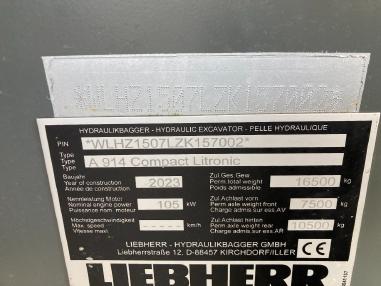 *WLHZ1507LZK157002*
HYDRAULIKBAGGER - HYDRAULIC EXCAVATOR - PELLE HYDRAULIQUE
PIN *WLHZ1507LZK157002*
Type
Type A 914 Compact Litronic
Type
Baujahr
Year of construction 2023
Année de construction
Zul.Ges.Gew.
Perm total weight 16500 kg
Poids admissible
Nennleistung Motor
Nominal engine power 105 kW
Puissance nom. moteur
Zul Achslast vorn
Perm axle weight front 7500 kg
Charge adm sur ess.AV
Höchstgeschwindigkeit
Max. speed ----- km/h
Vitesse maxi
Zul Achslast hinten
Perm axle weight rear 10500 kg
Charge adm sur ess.AR
LIEBHERR - HYDRAULIKBAGGER GMBH
Liebherrstraße 12, D-88457 KIRCHDORF/ILLER
CE
LIEBHERR